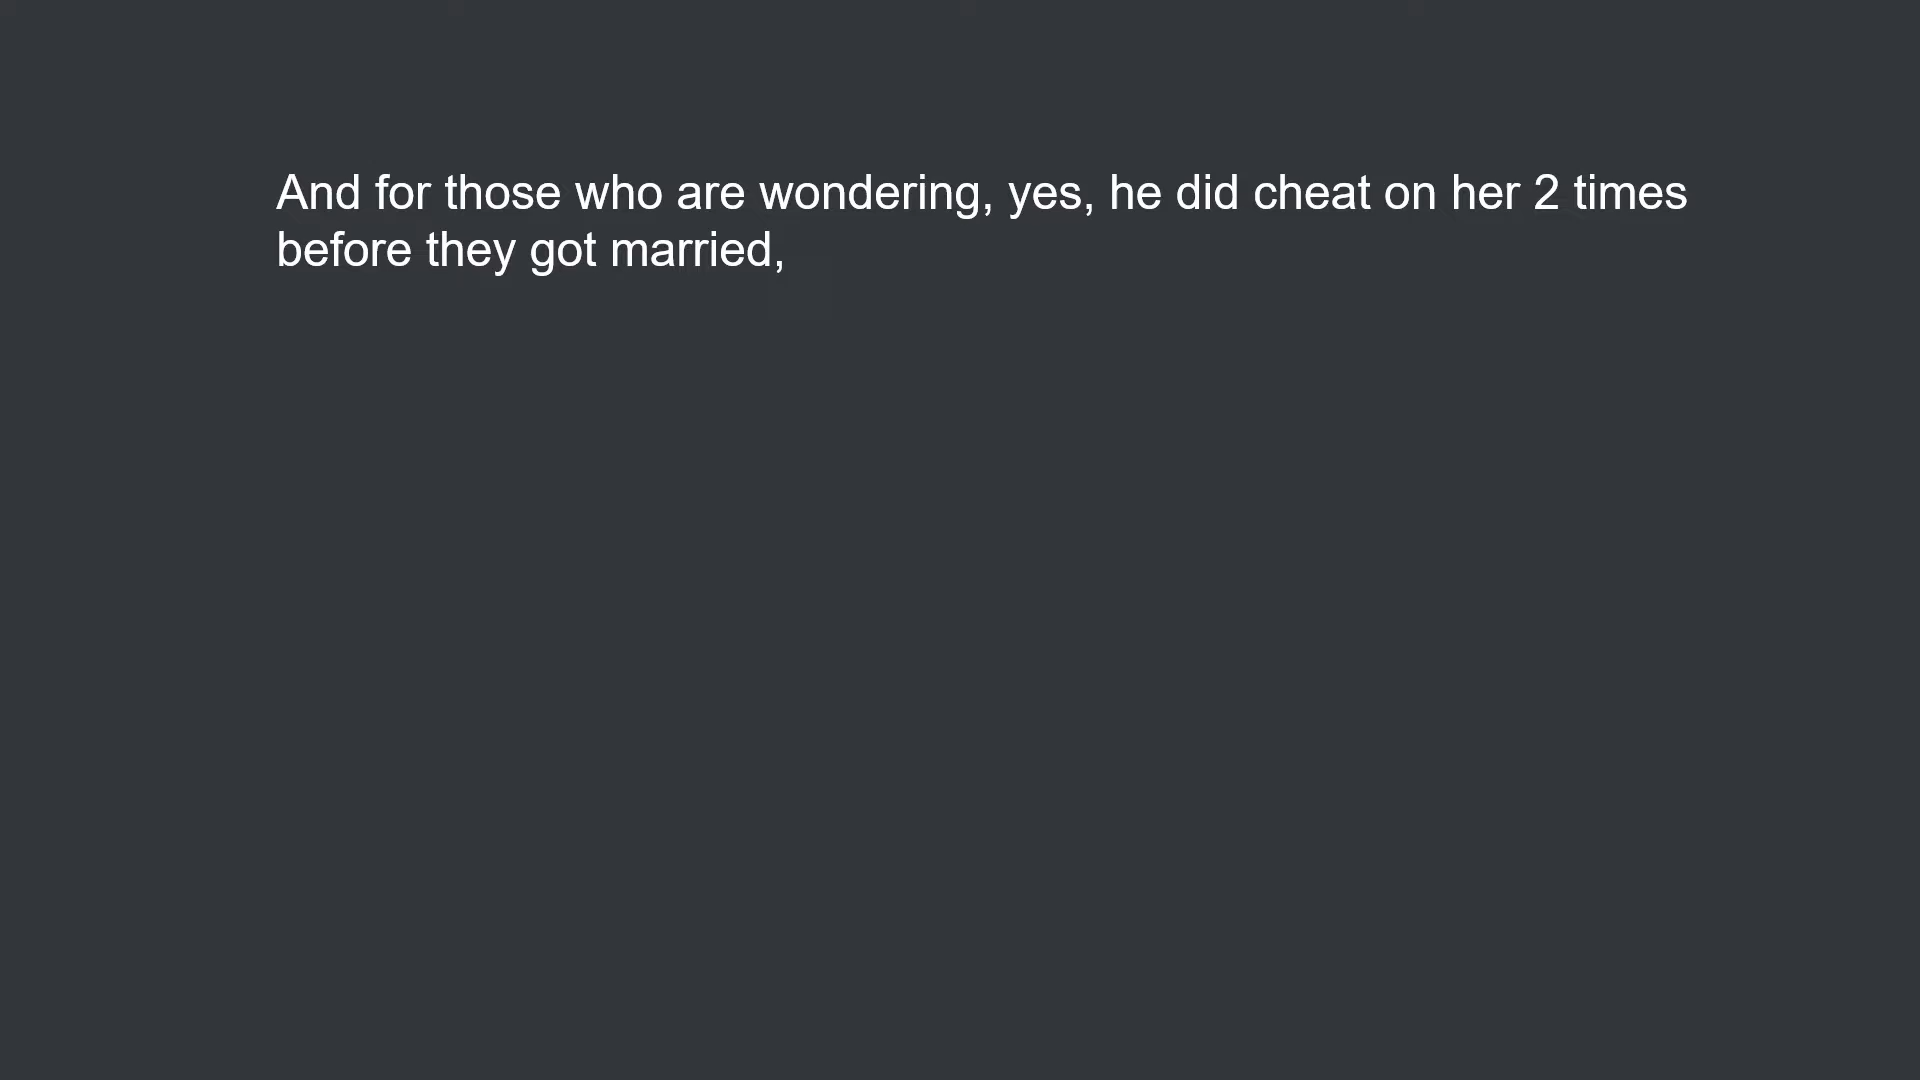 And for those who are wondering, yes, he did cheat on her 2 times
before they got married,